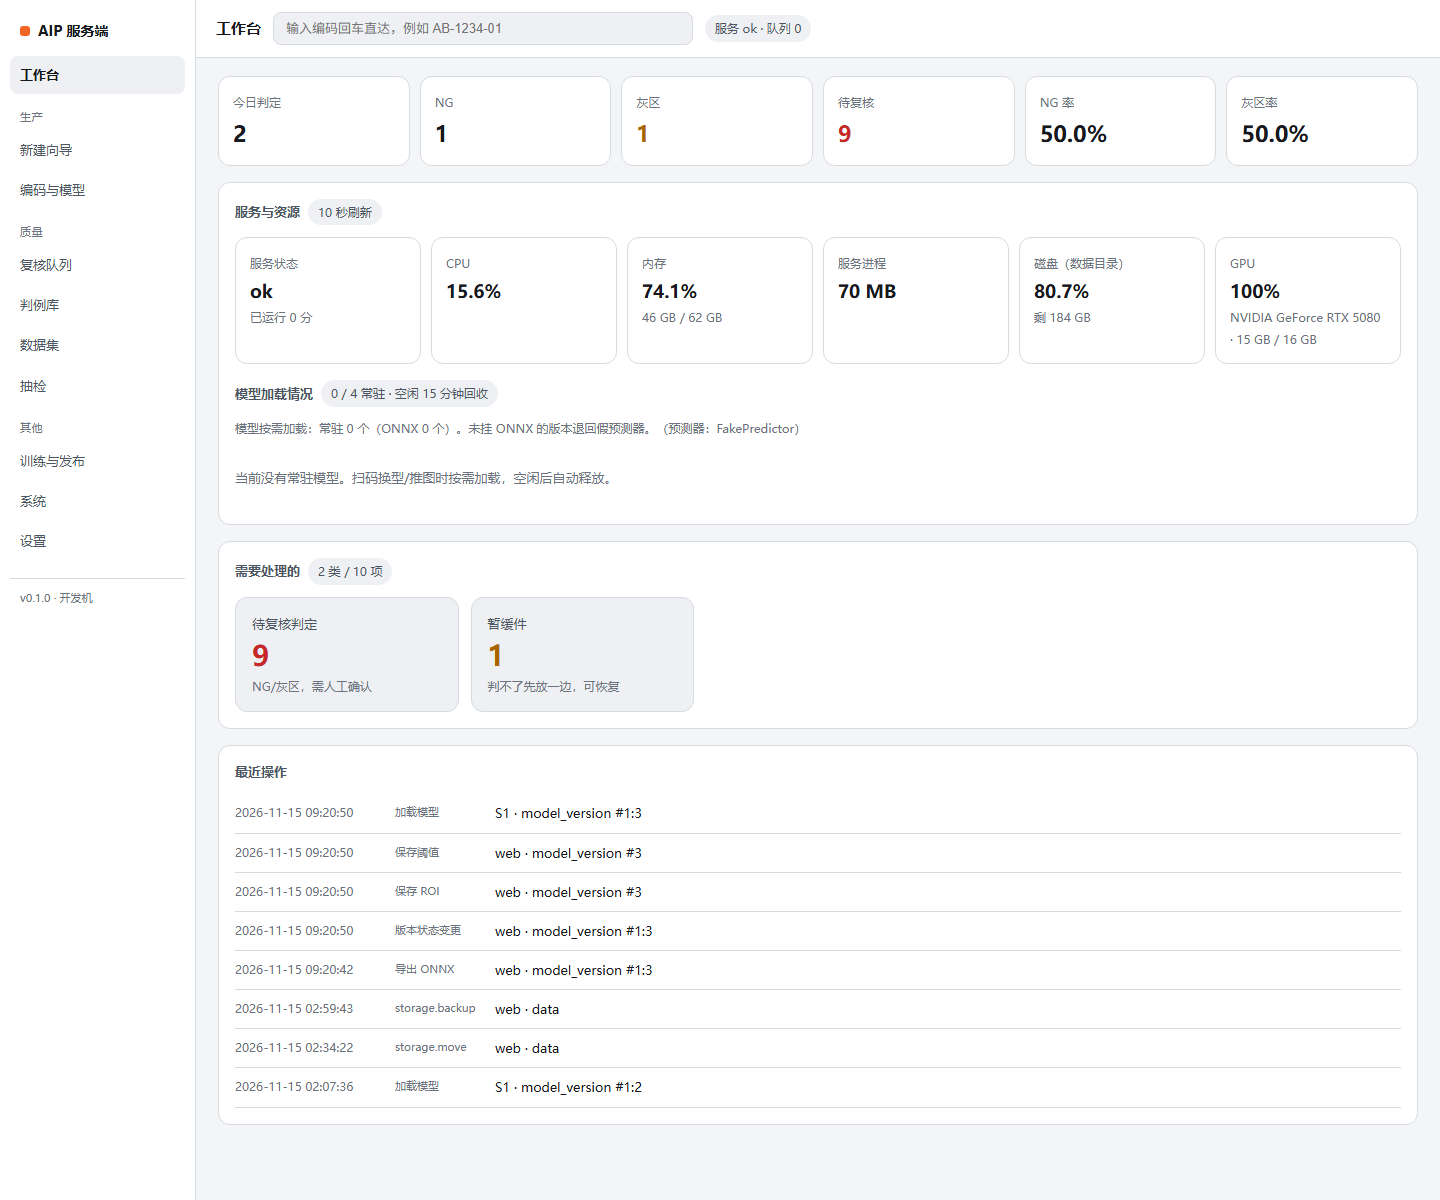 AIP 服务端
工作台
生产
新建向导
编码与模型
质量
复核队列
判例库
数据集
抽检
其他
训练与发布
系统
设置
v0.1.0 · 开发机
工作台
输入编码回车直达，例如 AB-1234-01
服务 ok · 队列 0
今日判定
2
NG
1
灰区
1
待复核
9
NG 率
50.0%
灰区率
50.0%
服务与资源
10 秒刷新
服务状态
ok
已运行 0 分
CPU
15.6%
内存
74.1%
46 GB / 62 GB
服务进程
70 MB
磁盘（数据目录）
80.7%
剩 184 GB
GPU
100%
NVIDIA GeForce RTX 5080
· 15 GB / 16 GB
模型加载情况
0 / 4 常驻 · 空闲 15 分钟回收
模型按需加载：常驻 0 个（ONNX 0 个）。未挂 ONNX 的版本退回假预测器。（预测器：FakePredictor）
当前没有常驻模型。扫码换型/推图时按需加载，空闲后自动释放。
需要处理的
2 类 / 10 项
待复核判定
9
NG/灰区，需人工确认
暂缓件
1
判不了先放一边，可恢复
最近操作
2026-11-15 09:20:50 加载模型 S1 · model_version #1:3
2026-11-15 09:20:50 保存阈值 web · model_version #3
2026-11-15 09:20:50 保存 ROI web · model_version #3
2026-11-15 09:20:50 版本状态变更 web · model_version #1:3
2026-11-15 09:20:42 导出 ONNX web · model_version #1:3
2026-11-15 02:59:43 storage.backup web · data
2026-11-15 02:34:22 storage.move web · data
2026-11-15 02:07:36 加载模型 S1 · model_version #1:2